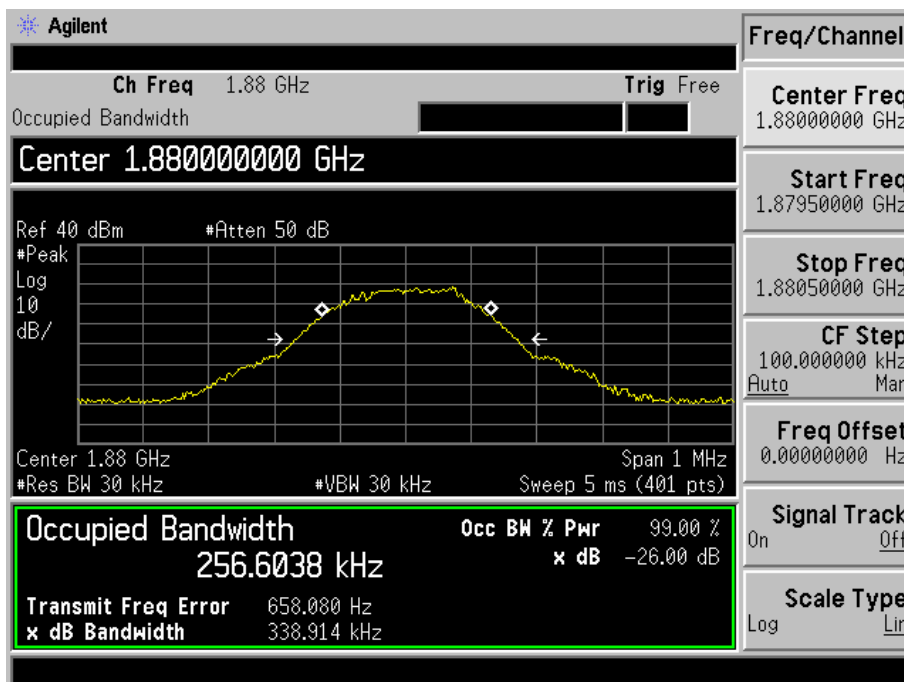 Agilent
Freq/Channel
Ch Freq 1.88 GHz Trig Free
Occupied Bandwidth
Center 1.880000000 GHz
Ref 40 dBm #Atten 50 dB
#Peak
Log
10
dB/
Center 1.88 GHz Span 1 MHz
#Res BW 30 kHz #VBW 30 kHz Sweep 5 ms (401 pts)
Occupied Bandwidth Occ BW % Pwr 99.00 %
256.6038 kHz x dB -26.00 dB
Transmit Freq Error 658.080 Hz
x dB Bandwidth 338.914 kHz
Center Freq
1.88000000 GHz
Start Freq
1.87950000 GHz
Stop Freq
1.88050000 GHz
CF Step
100.000000 kHz
Auto Man
Freq Offset
0.00000000 Hz
Signal Track
On Off
Scale Type
Log Lin